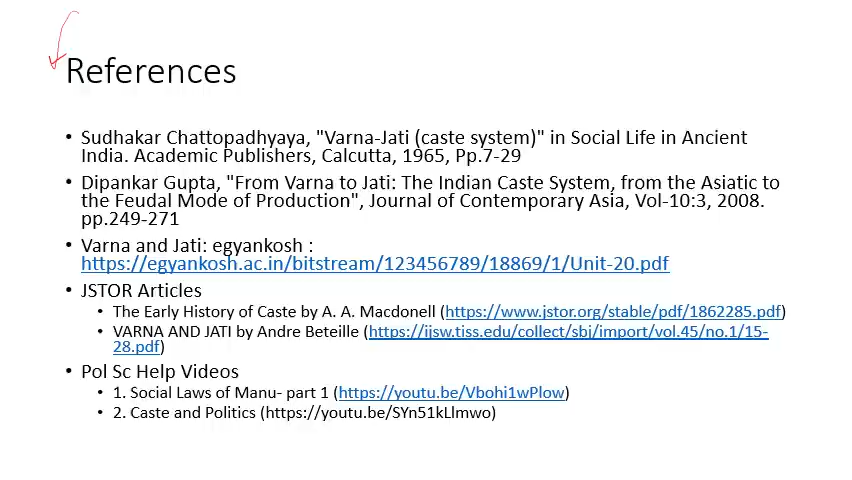 References
• Sudhakar Chattopadhyaya, "Varna-Jati (caste system)" in Social Life in Ancient
India. Academic Publishers, Calcutta, 1965, Pp.7-29
• Dipankar Gupta, "From Varna to Jati: The Indian Caste System, from the Asiatic to
the Feudal Mode of Production", Journal of Contemporary Asia, Vol-10:3, 2008.
pp.249-271
• Varna and Jati: egyankosh :
https://egyankosh.ac.in/bitstream/123456789/18869/1/Unit-20.pdf
• JSTOR Articles
• The Early History of Caste by A. A. Macdonell (https://www.jstor.org/stable/pdf/1862285.pdf)
• VARNA AND JATI by Andre Beteille (https://ijsw.tiss.edu/collect/sbj/import/vol.45/no.1/15-
28.pdf)
• Pol Sc Help Videos
• 1. Social Laws of Manu- part 1 (https://youtu.be/Vbohi1wPlow)
• 2. Caste and Politics (https://youtu.be/SYn51kLlmwo)